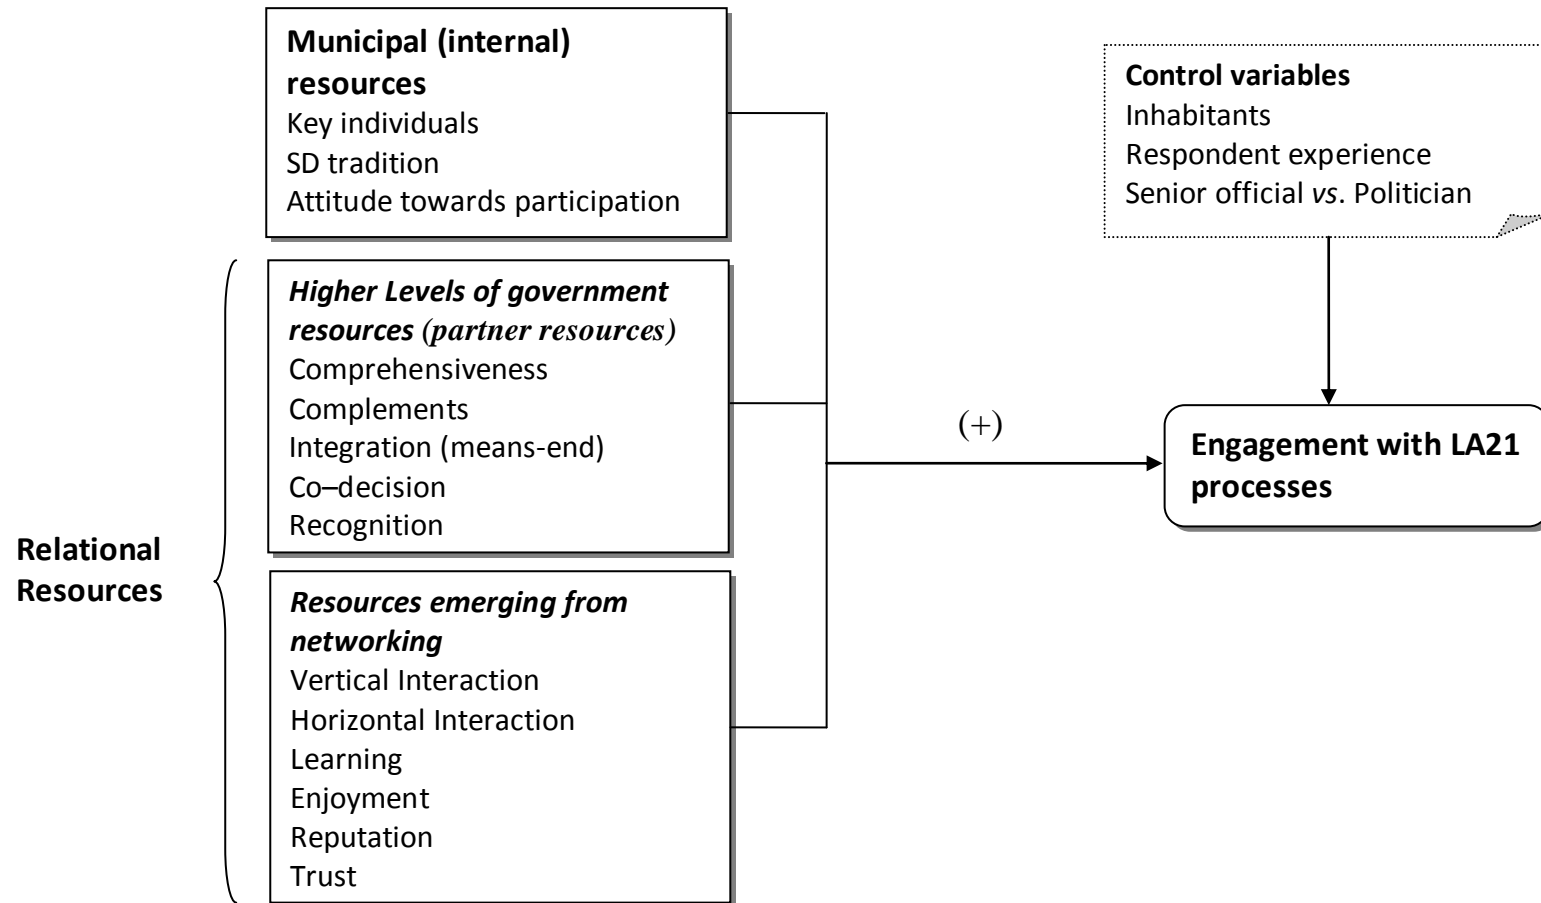 Municipal (internal)
resources
Key individuals
SD tradition
Attitude towards participation
Control variables
Inhabitants
Respondent experience
Senior official vs. Politician
Relational
Resources
Higher Levels of government
resources (partner resources)
Comprehensiveness
Complements
Integration (means-end)
Co–decision
Recognition
Resources emerging from
networking
Vertical Interaction
Horizontal Interaction
Learning
Enjoyment
Reputation
Trust
(+)
Engagement with LA21
processes